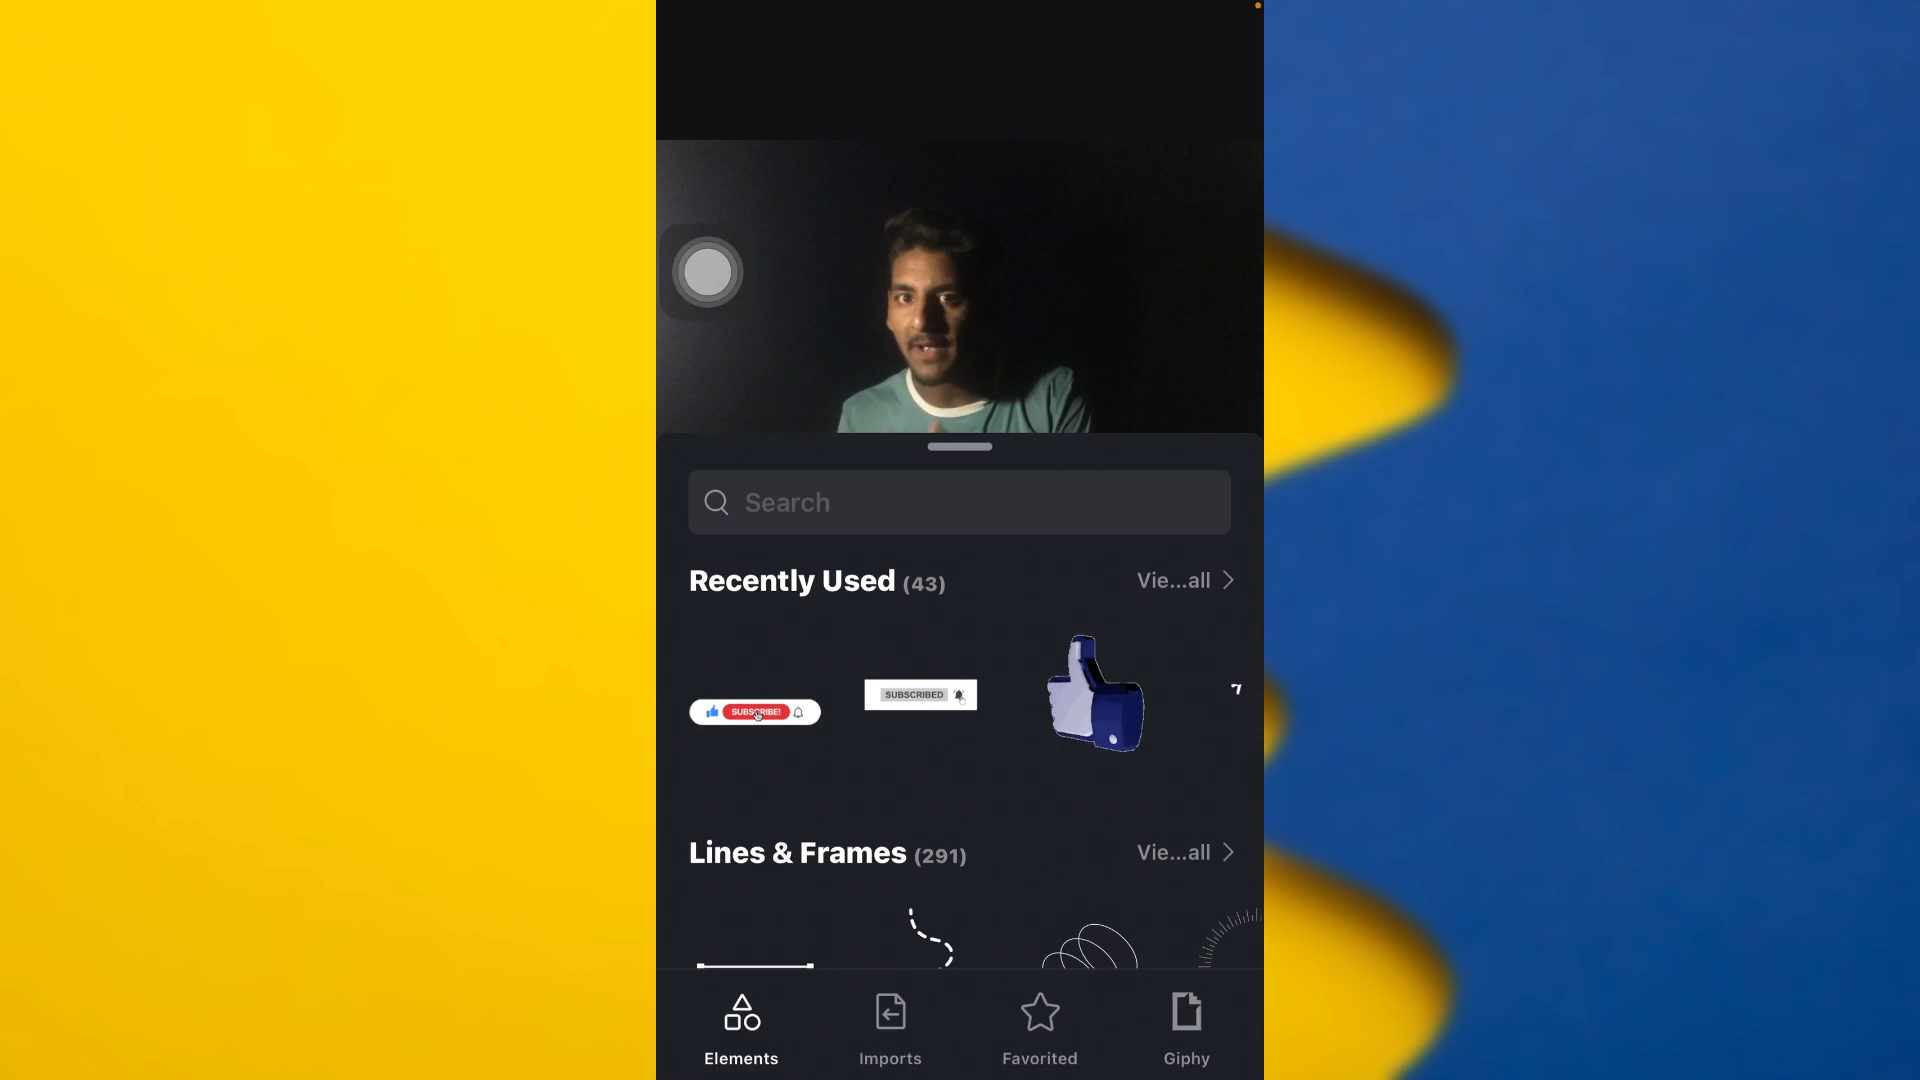 Search
Recently Used (43)
Vie...all
SUBSCRIBE!
SUBSCRIBED
Lines & Frames (291)
Vie...all
Elements
Imports
Favorited
Giphy